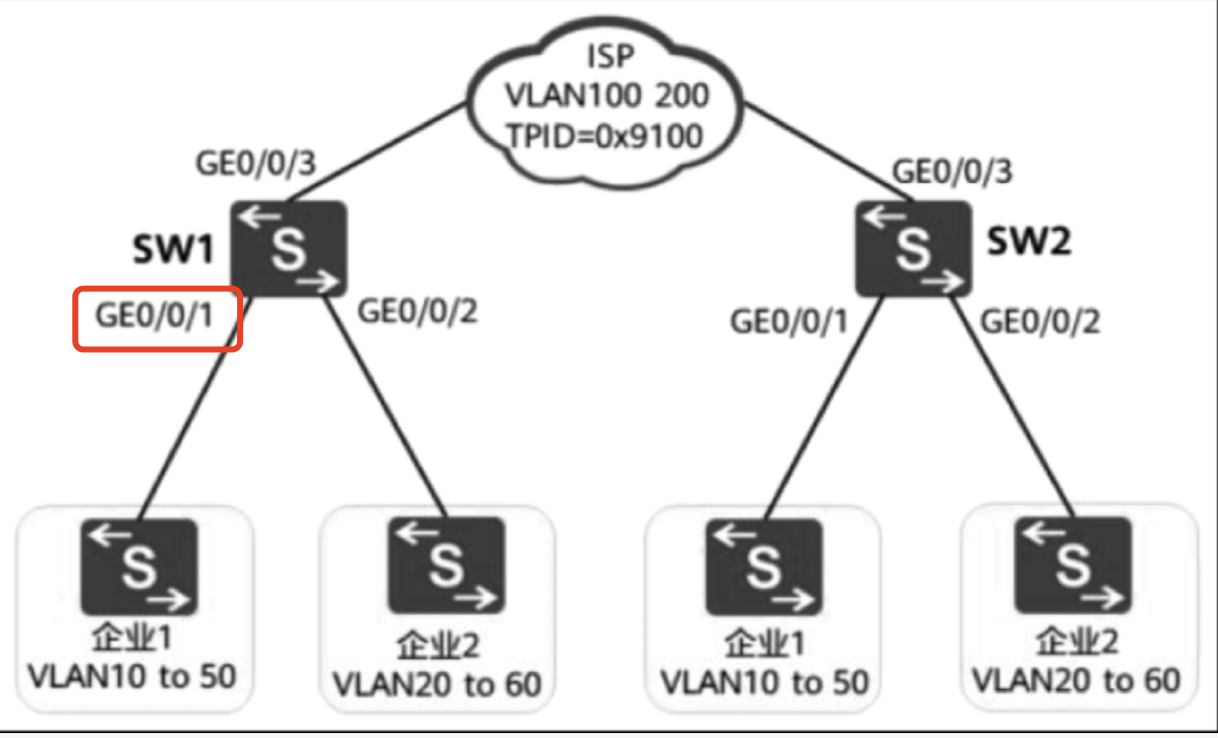 ISP
VLAN100 200
TPID=0x9100
GE0/0/3
GE0/0/3
SW1
S
S
SW2
GE0/0/1
GE0/0/2
GE0/0/1
GE0/0/2
S
S
S
S
企业1
VLAN10 to 50
企业2
VLAN20 to 60
企业1
VLAN10 to 50
企业2
VLAN20 to 60